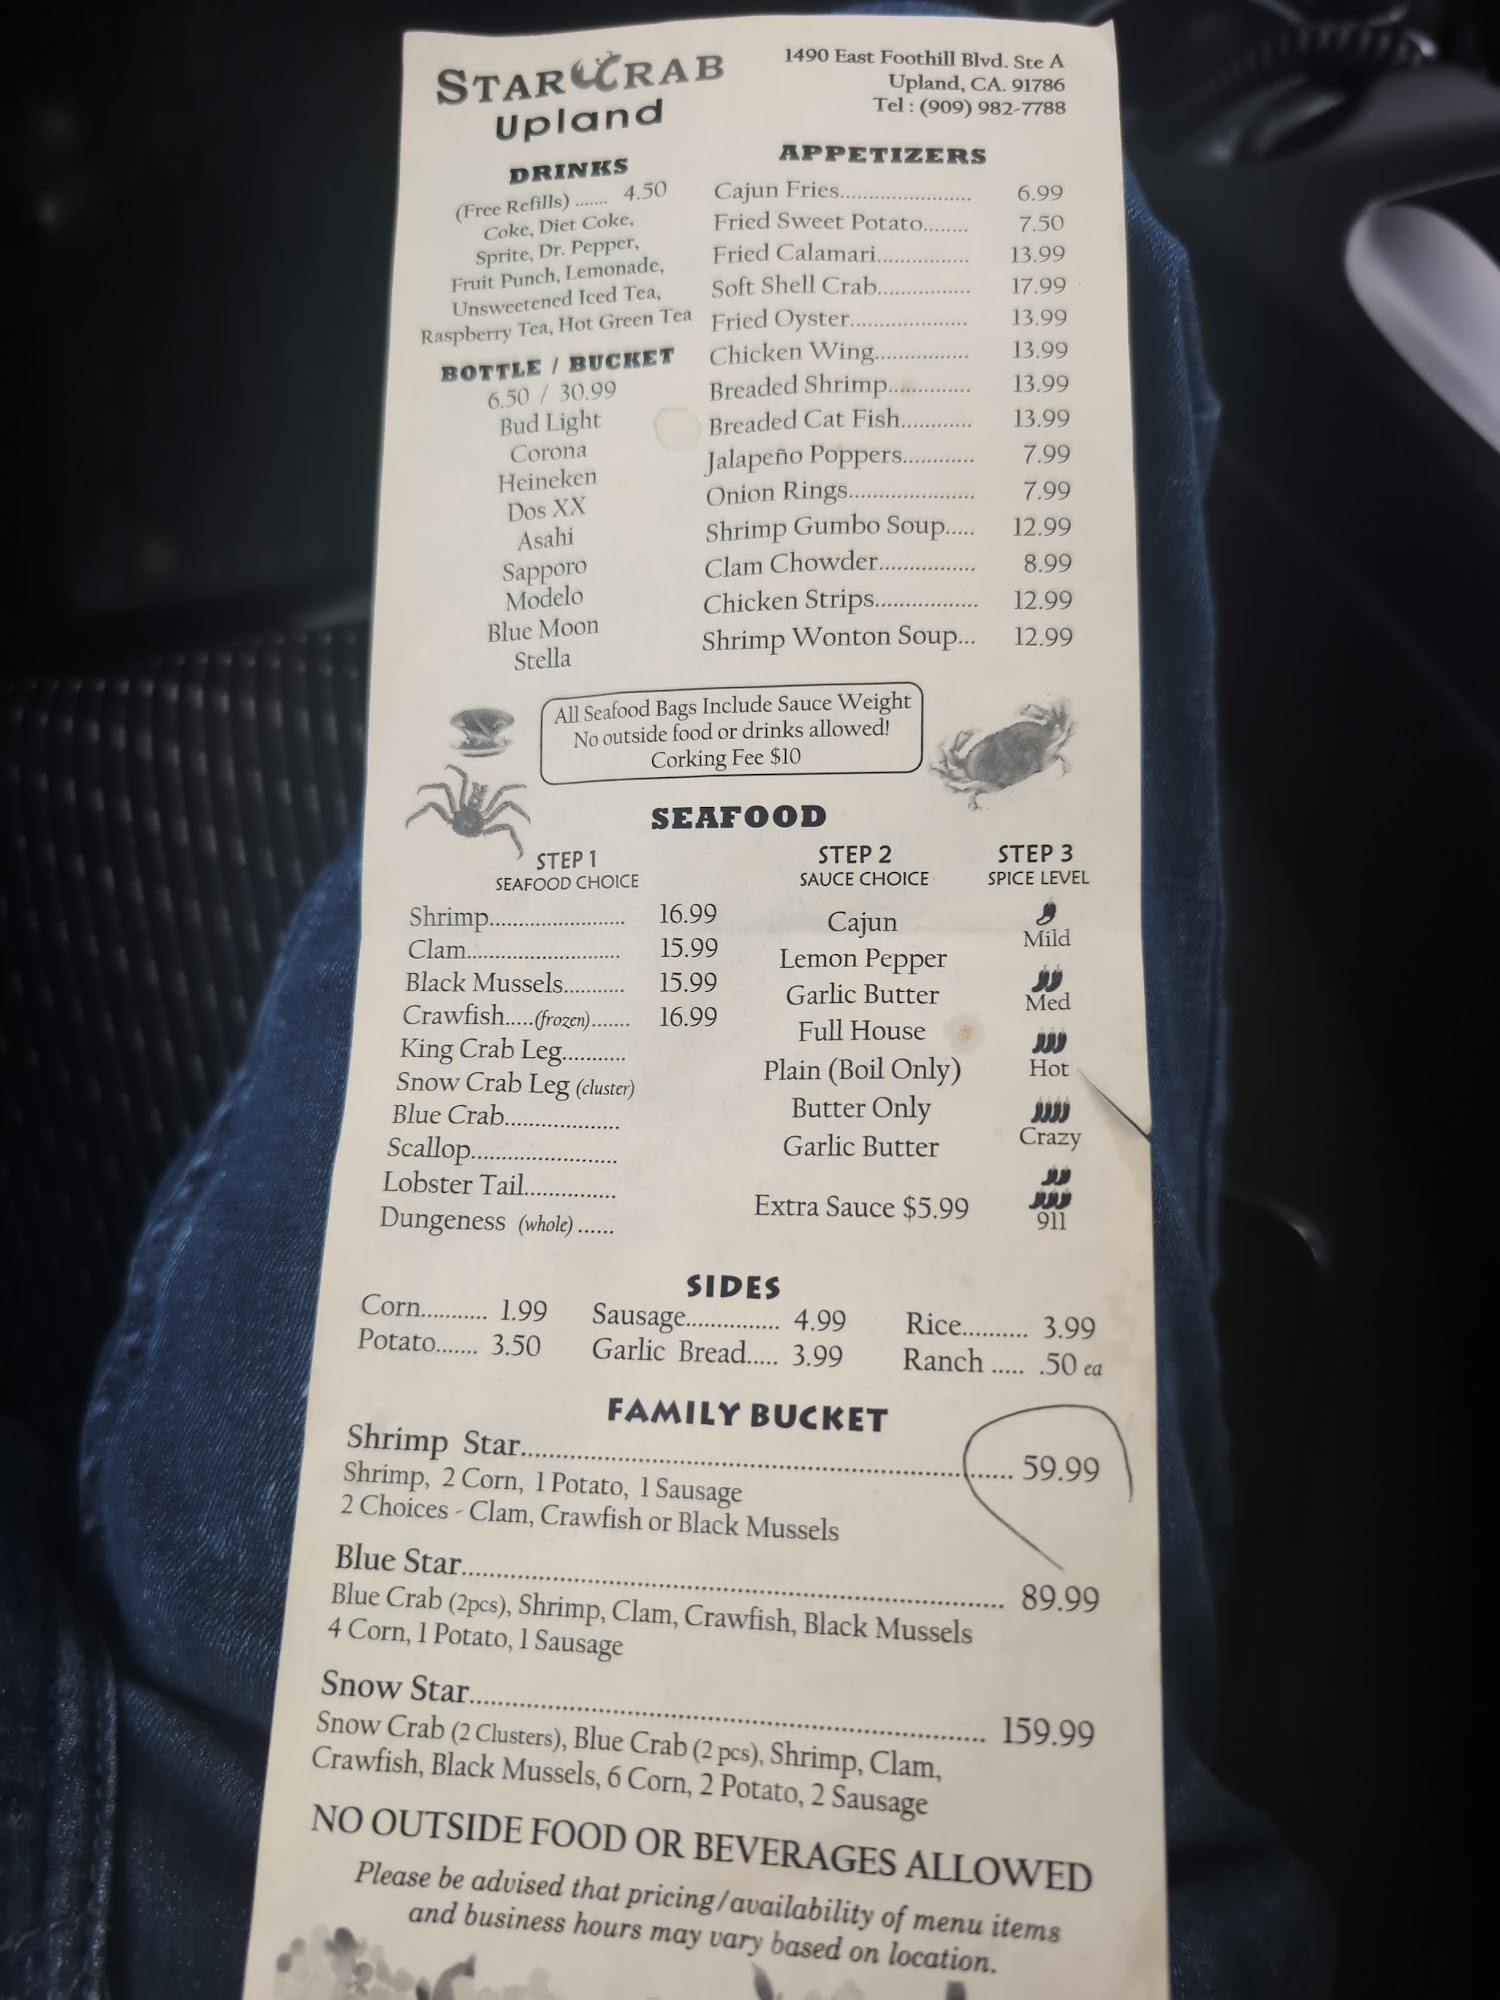 STAR CRAB
Upland
1490 East Foothill Blvd. Ste A
Upland, CA. 91786
Tel : (909) 982-7788
DRINKS
(Free Refills) ....... 4.50
Coke, Diet Coke,
Sprite, Dr. Pepper,
Fruit Punch, Lemonade,
Unsweetened Iced Tea,
Raspberry Tea, Hot Green Tea
BOTTLE / BUCKET
6.50 / 30.99
Bud Light
Corona
Heineken
Dos XX
Asahi
Sapporo
Modelo
Blue Moon
Stella
APPETIZERS
Cajun Fries....................... 6.99
Fried Sweet Potato........ 7.50
Fried Calamari................ 13.99
Soft Shell Crab................ 17.99
Fried Oyster.................... 13.99
Chicken Wing................ 13.99
Breaded Shrimp.............. 13.99
Breaded Cat Fish............ 13.99
Jalapeño Poppers............ 7.99
Onion Rings..................... 7.99
Shrimp Gumbo Soup..... 12.99
Clam Chowder................ 8.99
Chicken Strips................. 12.99
Shrimp Wonton Soup... 12.99
All Seafood Bags Include Sauce Weight
No outside food or drinks allowed!
Corking Fee $10
SEAFOOD
STEP 1
SEAFOOD CHOICE
Shrimp....................... 16.99
Clam.......................... 15.99
Black Mussels........... 15.99
Crawfish.....(frozen)....... 16.99
King Crab Leg...........
Snow Crab Leg (cluster)
Blue Crab....................
Scallop.........................
Lobster Tail...............
Dungeness (whole) ......
STEP 2
SAUCE CHOICE
Cajun
Lemon Pepper
Garlic Butter
Full House
Plain (Boil Only)
Butter Only
Garlic Butter
Extra Sauce $5.99
STEP 3
SPICE LEVEL
Mild
Med
Hot
Crazy
911
SIDES
Corn........... 1.99 Sausage................ 4.99 Rice.......... 3.99
Potato....... 3.50 Garlic Bread..... 3.99 Ranch ..... .50 ea
FAMILY BUCKET
Shrimp Star.................................................................. 59.99
Shrimp, 2 Corn, 1 Potato, 1 Sausage
2 Choices - Clam, Crawfish or Black Mussels
Blue Star........................................................................ 89.99
Blue Crab (2pcs), Shrimp, Clam, Crawfish, Black Mussels
4 Corn, 1 Potato, 1 Sausage
Snow Star.................................................................... 159.99
Snow Crab (2 Clusters), Blue Crab (2 pcs), Shrimp, Clam,
Crawfish, Black Mussels, 6 Corn, 2 Potato, 2 Sausage
NO OUTSIDE FOOD OR BEVERAGES ALLOWED
Please be advised that pricing/availability of menu items
and business hours may vary based on location.